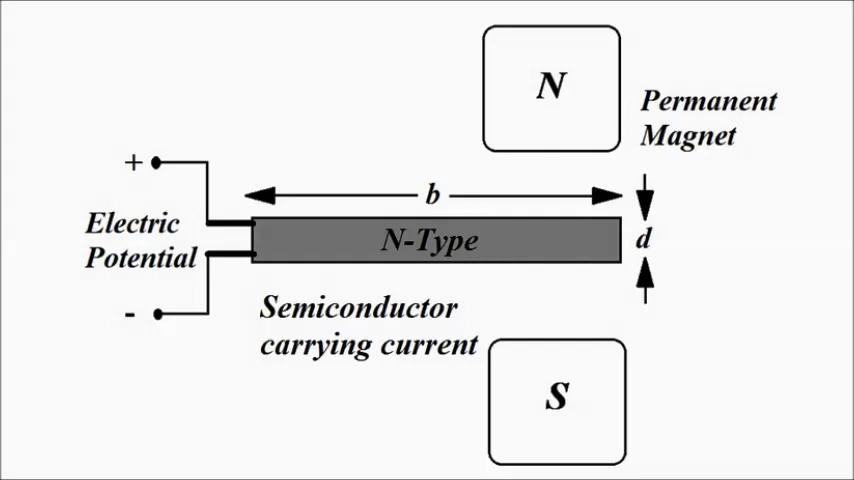 N
Permanent
Magnet
+
b
Electric
Potential
N-Type
d
-
Semiconductor
carrying current
S